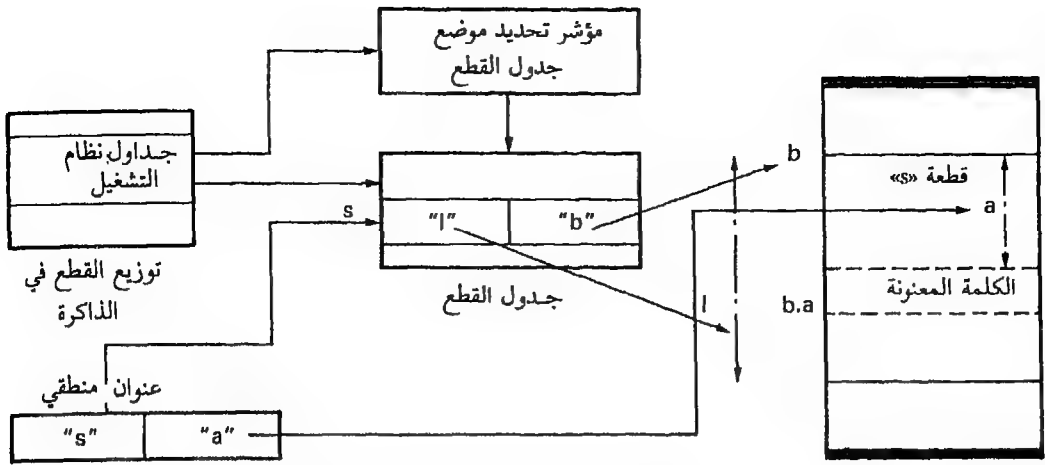 مؤشر تحديد موضع
جدول القطع
جداول نظام
التشغيل
توزيع القطع في
الذاكرة
s
"l"
"b"
جدول القطع
b
l
قطعة «s»
a
الكلمة المعنونة
b.a
عنوان منطقي
"s"
"a"